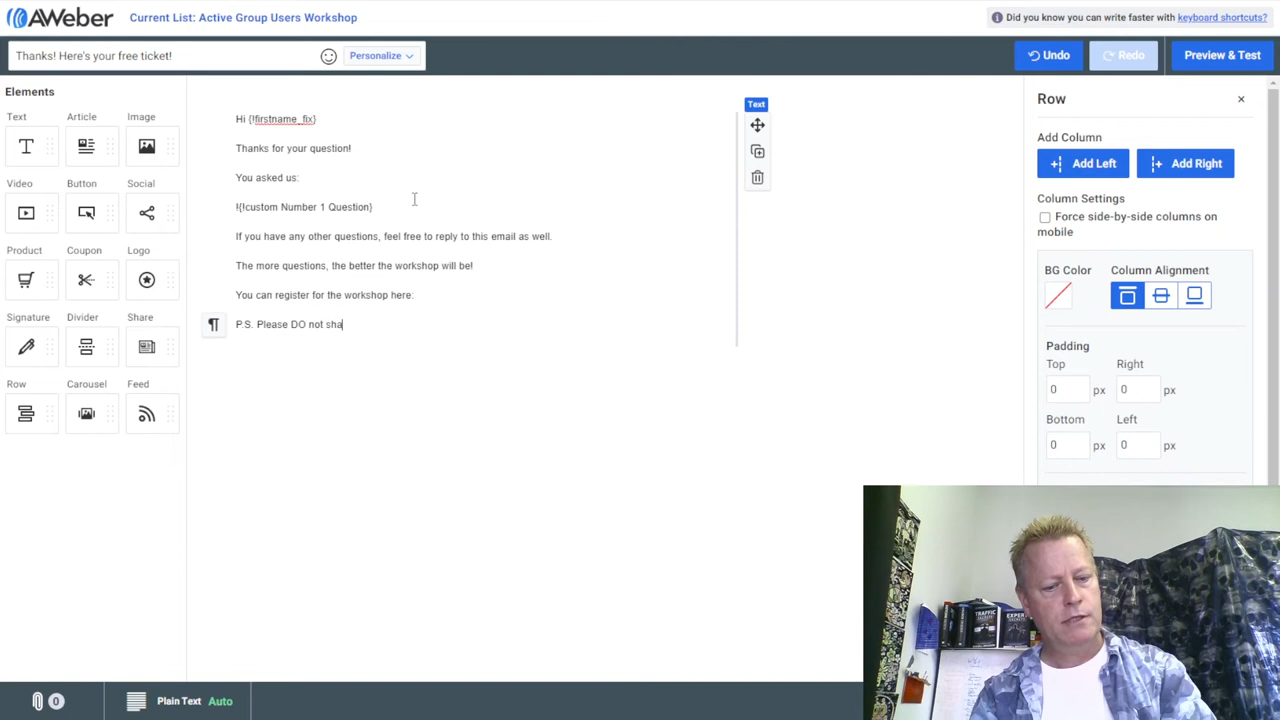 AWeber
Current List: Active Group Users Workshop
Did you know you can write faster with keyboard shortcuts?
Thanks! Here's your free ticket!
Personalize
Undo
Redo
Preview & Test
Elements
Text
Article
Image
Video
Button
Social
Product
Coupon
Logo
Signature
Divider
Share
Row
Carousel
Feed
Hi {!firstname_fix}
Thanks for your question!
You asked us:
!{!custom Number 1 Question}
If you have any other questions, feel free to reply to this email as well.
The more questions, the better the workshop will be!
You can register for the workshop here:
P.S. Please DO not sha
Text
Row
Add Column
Add Left
Add Right
Column Settings
Force side-by-side columns on
mobile
BG Color
Column Alignment
Padding
Top
Right
0 px
0 px
Bottom
Left
0 px
0 px
TRAFFIC
SECRETS
EXPERT
SECRETS
0
Plain Text Auto